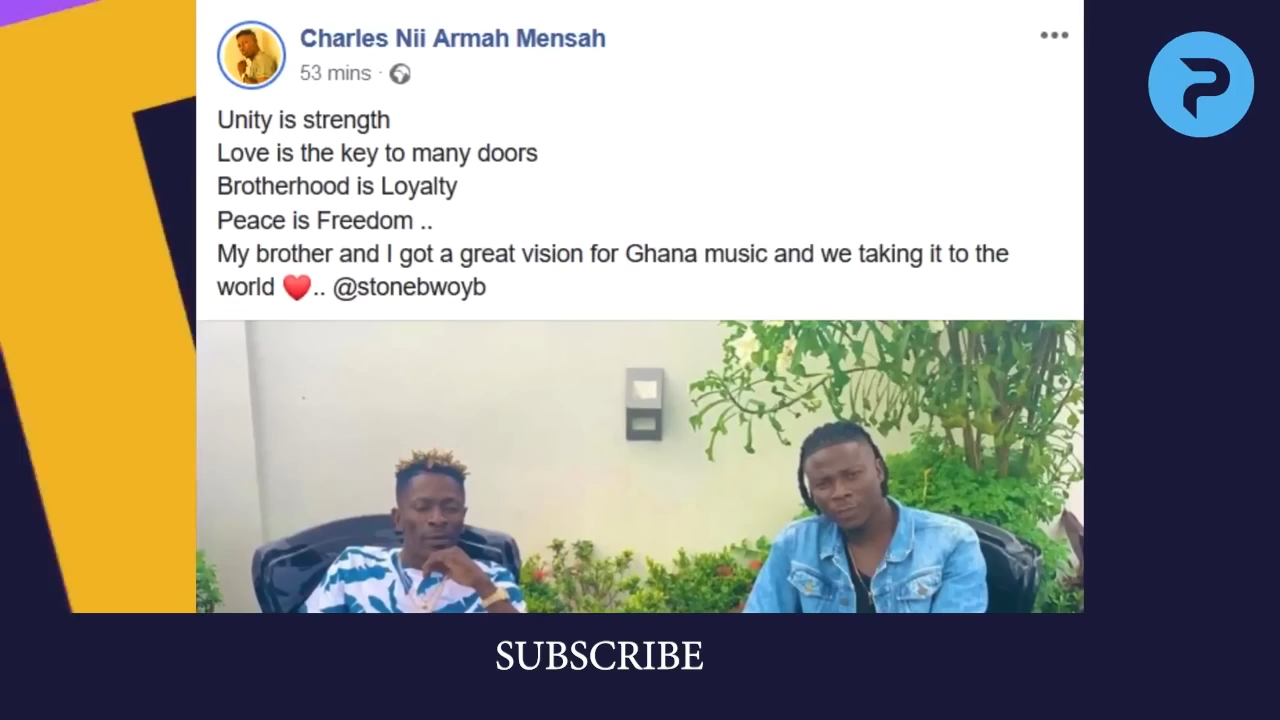 Charles Nii Armah Mensah
53 mins ·
Unity is strength
Love is the key to many doors
Brotherhood is Loyalty
Peace is Freedom ..
My brother and I got a great vision for Ghana music and we taking it to the
world ❤️.. @stonebwoyb
SUBSCRIBE